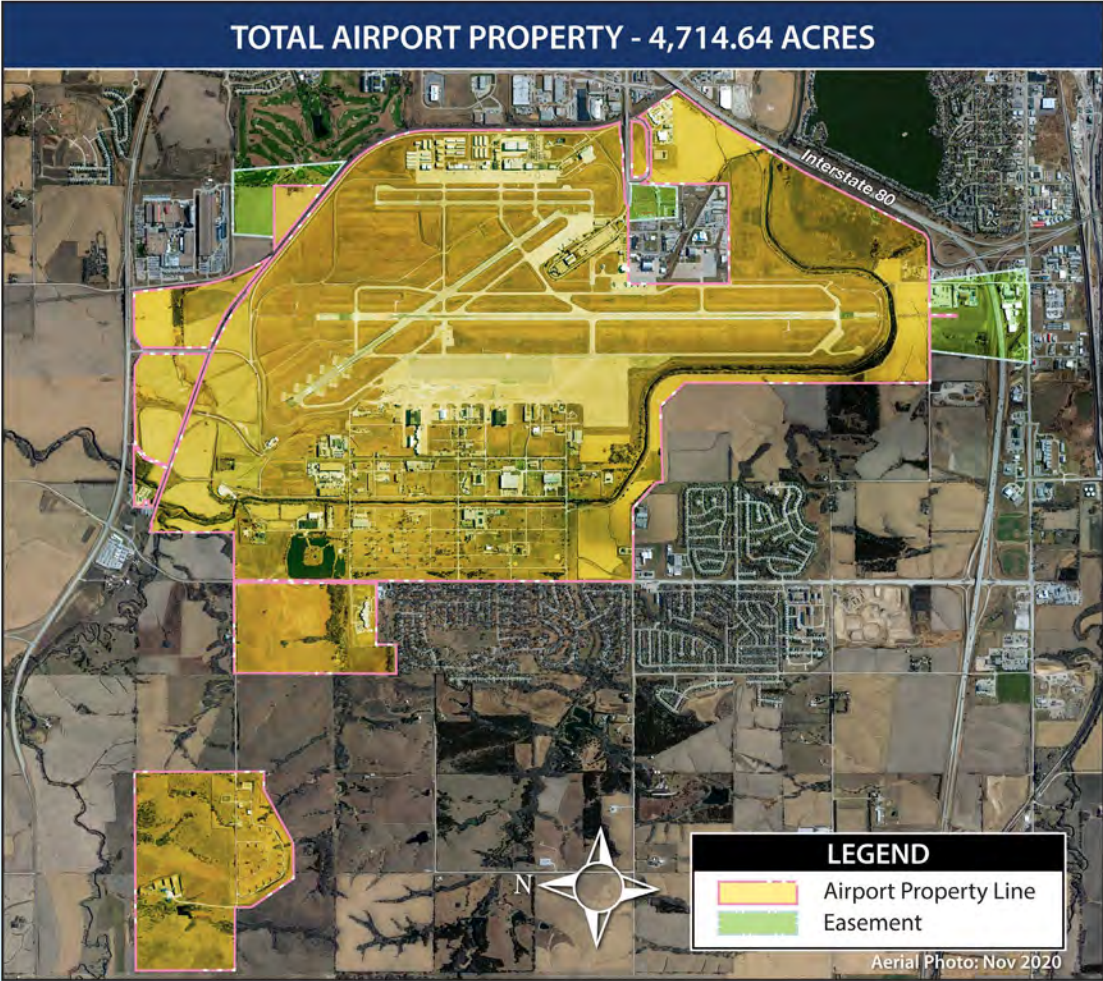 TOTAL AIRPORT PROPERTY - 4,714.64 ACRES
Interstate 80
N
LEGEND
Airport Property Line
Easement
Aerial Photo: Nov 2020